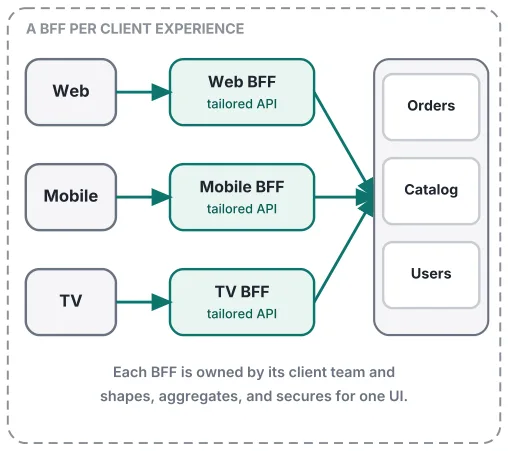 A BFF PER CLIENT EXPERIENCE
Web
Web BFF
tailored API
Mobile
Mobile BFF
tailored API
TV
TV BFF
tailored API
Orders
Catalog
Users
Each BFF is owned by its client team and
shapes, aggregates, and secures for one UI.